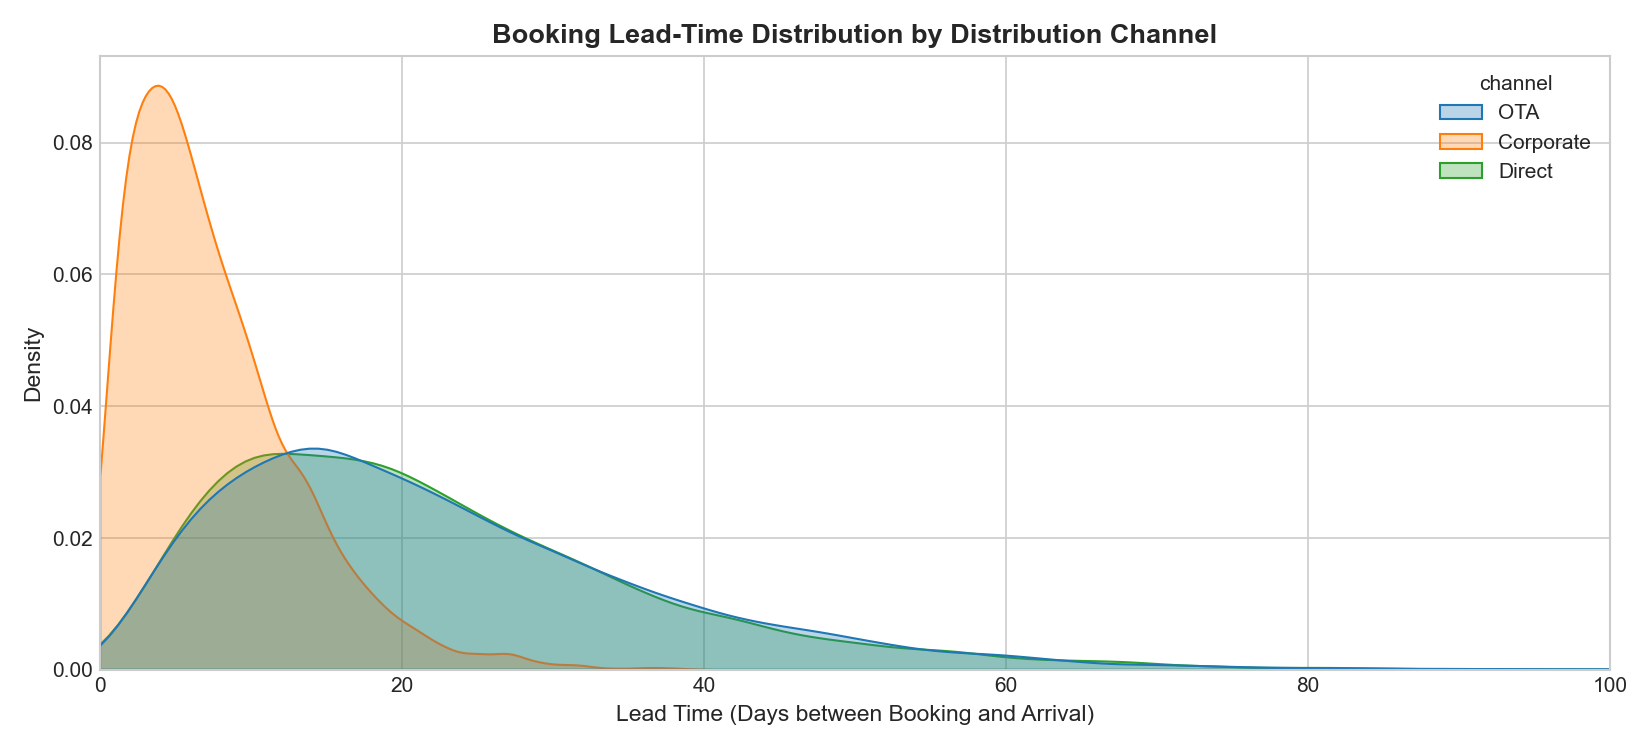 Booking Lead-Time Distribution by Distribution Channel
channel
OTA
Corporate
Direct
Density
0.08
0.06
0.04
0.02
0.00
0 20 40 60 80 100
Lead Time (Days between Booking and Arrival)